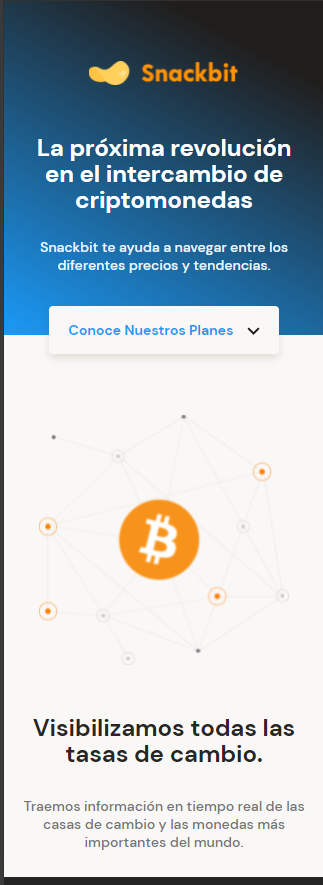 Snackbit
La próxima revolución
en el intercambio de
criptomonedas
Snackbit te ayuda a navegar entre los
diferentes precios y tendencias.
Conoce Nuestros Planes
Visibilizamos todas las
tasas de cambio.
Traemos información en tiempo real de las
casas de cambio y las monedas más
importantes del mundo.